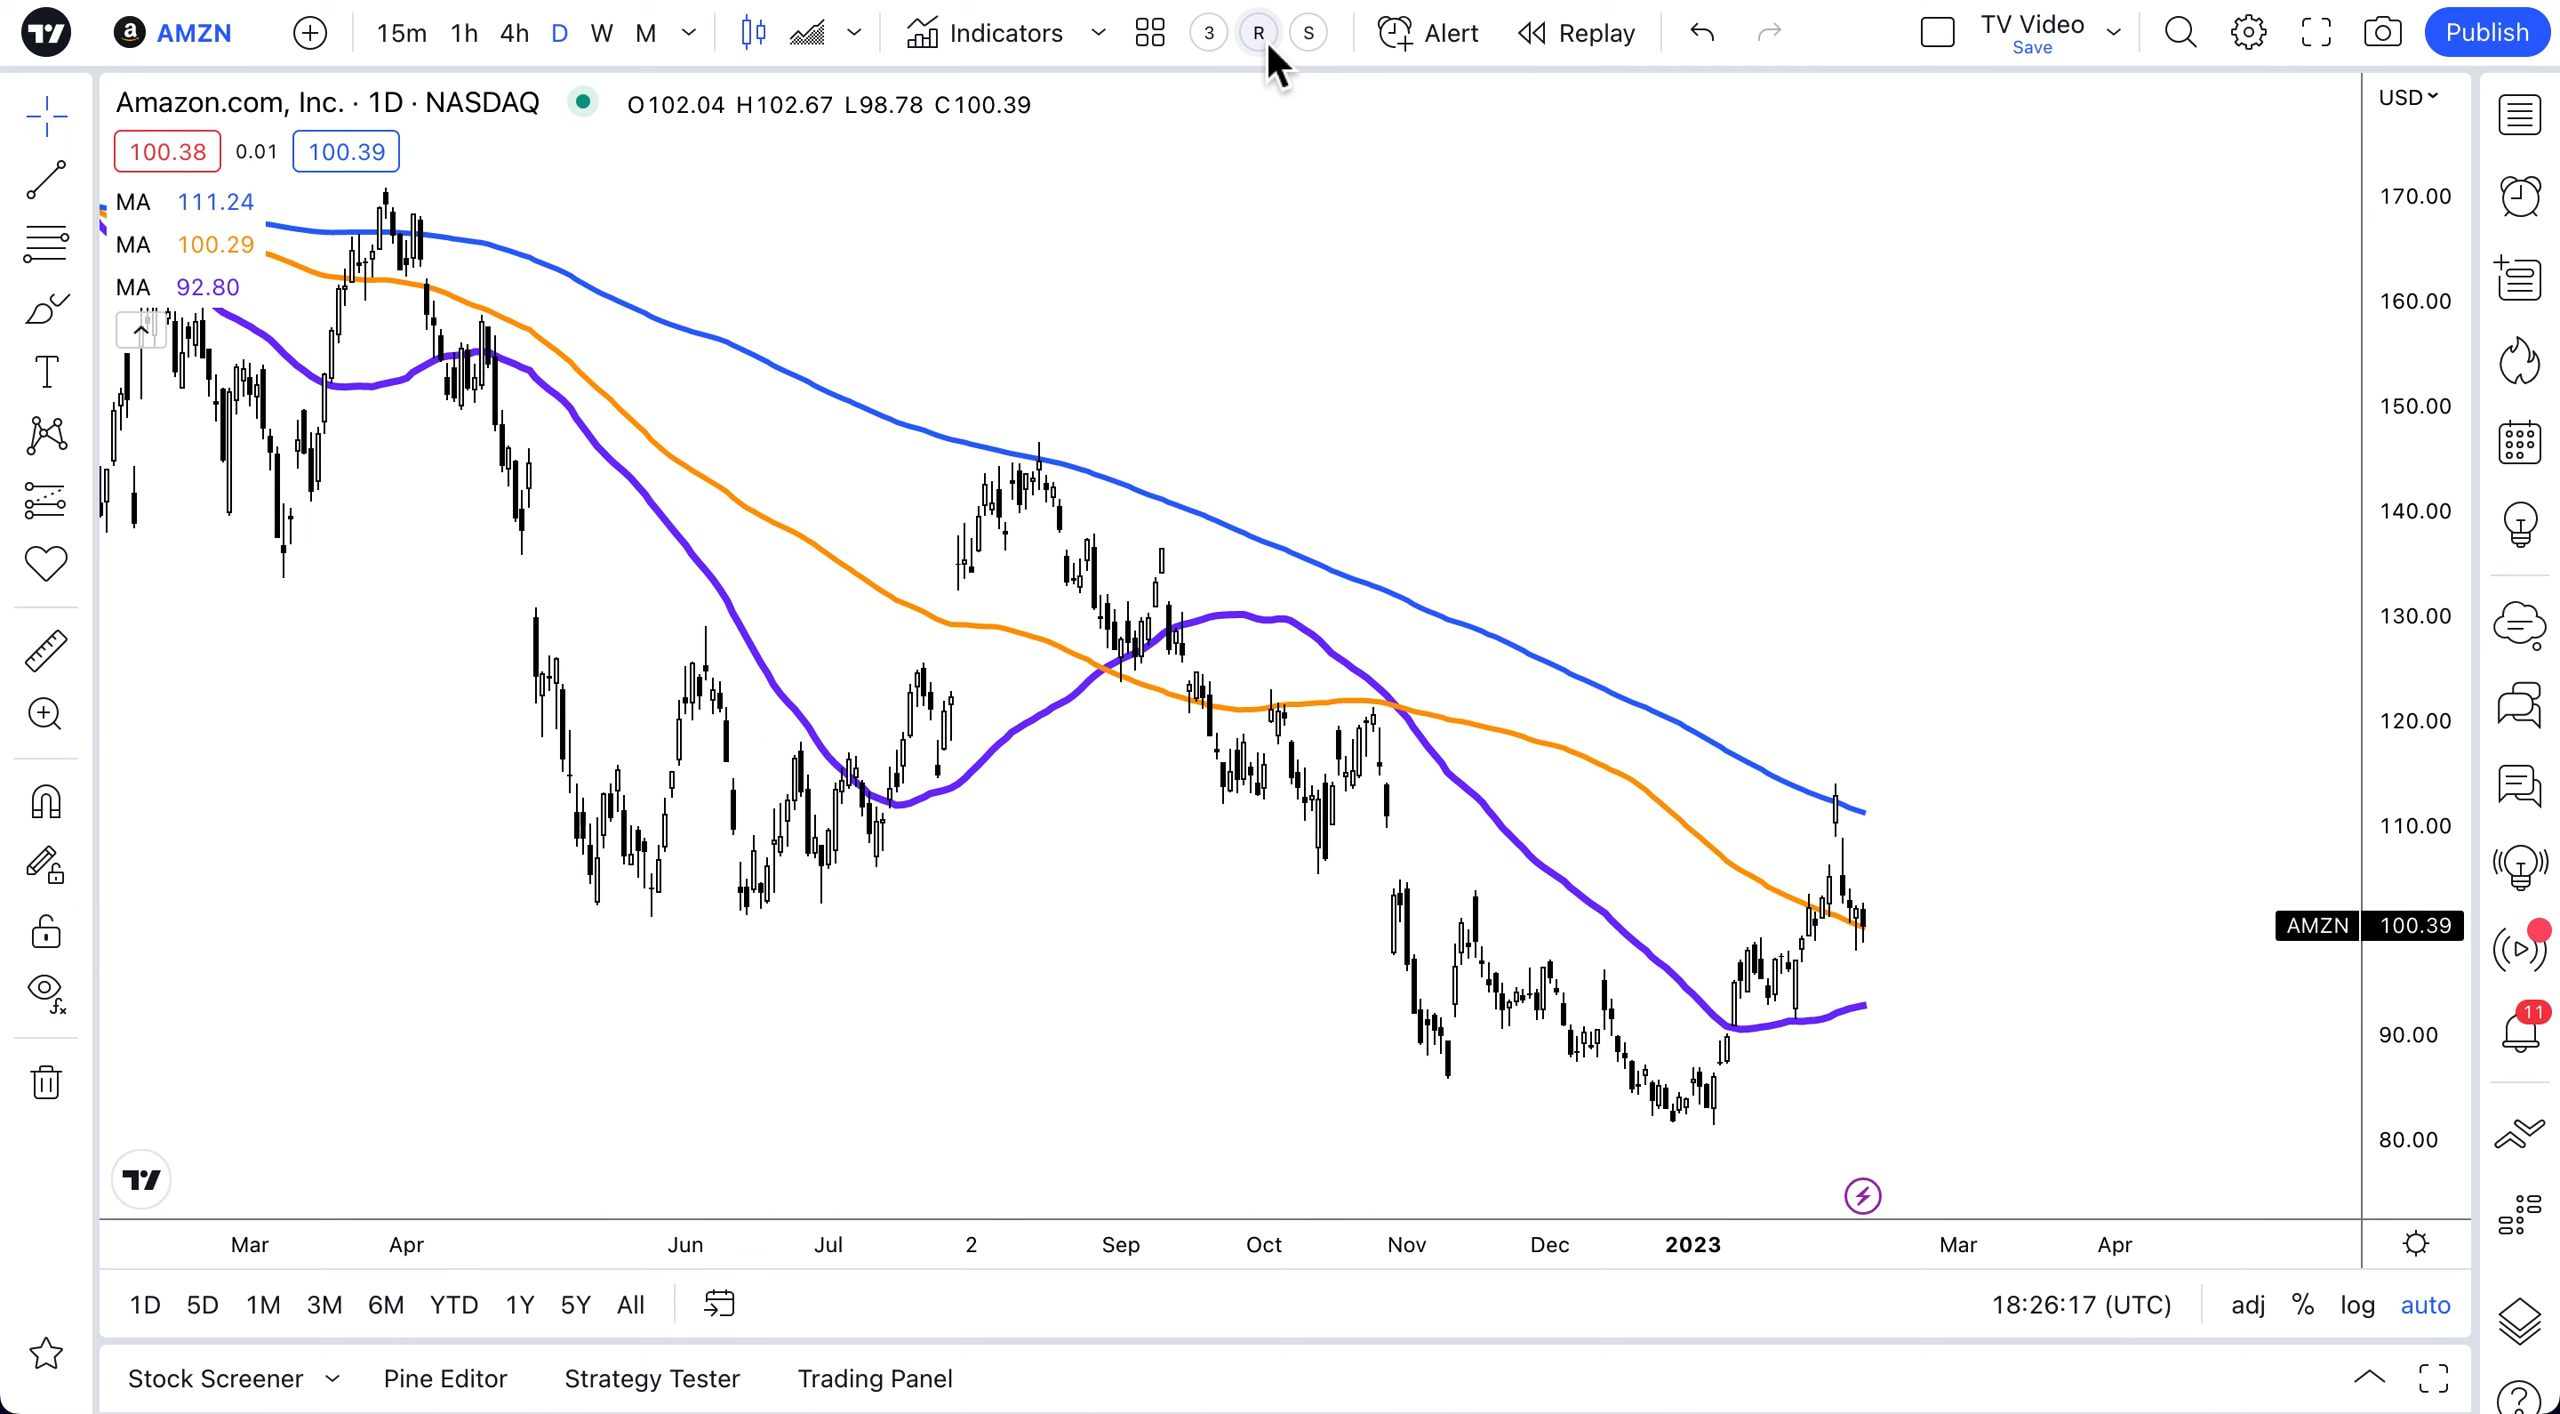 a AMZN 15m 1h 4h D W M Indicators 3 R S Alert Replay TV Video Publish
Save
Amazon.com, Inc. · 1D · NASDAQ O102.04 H102.67 L98.78 C100.39
USD
100.38 0.01 100.39
MA 111.24
MA 100.29
MA 92.80
170.00
160.00
150.00
140.00
130.00
120.00
110.00
AMZN 100.39
90.00
80.00
11
T
fx
Mar Apr Jun Jul 2 Sep Oct Nov Dec 2023 Mar Apr
1D 5D 1M 3M 6M YTD 1Y 5Y All 18:26:17 (UTC) adj % log auto
Stock Screener Pine Editor Strategy Tester Trading Panel